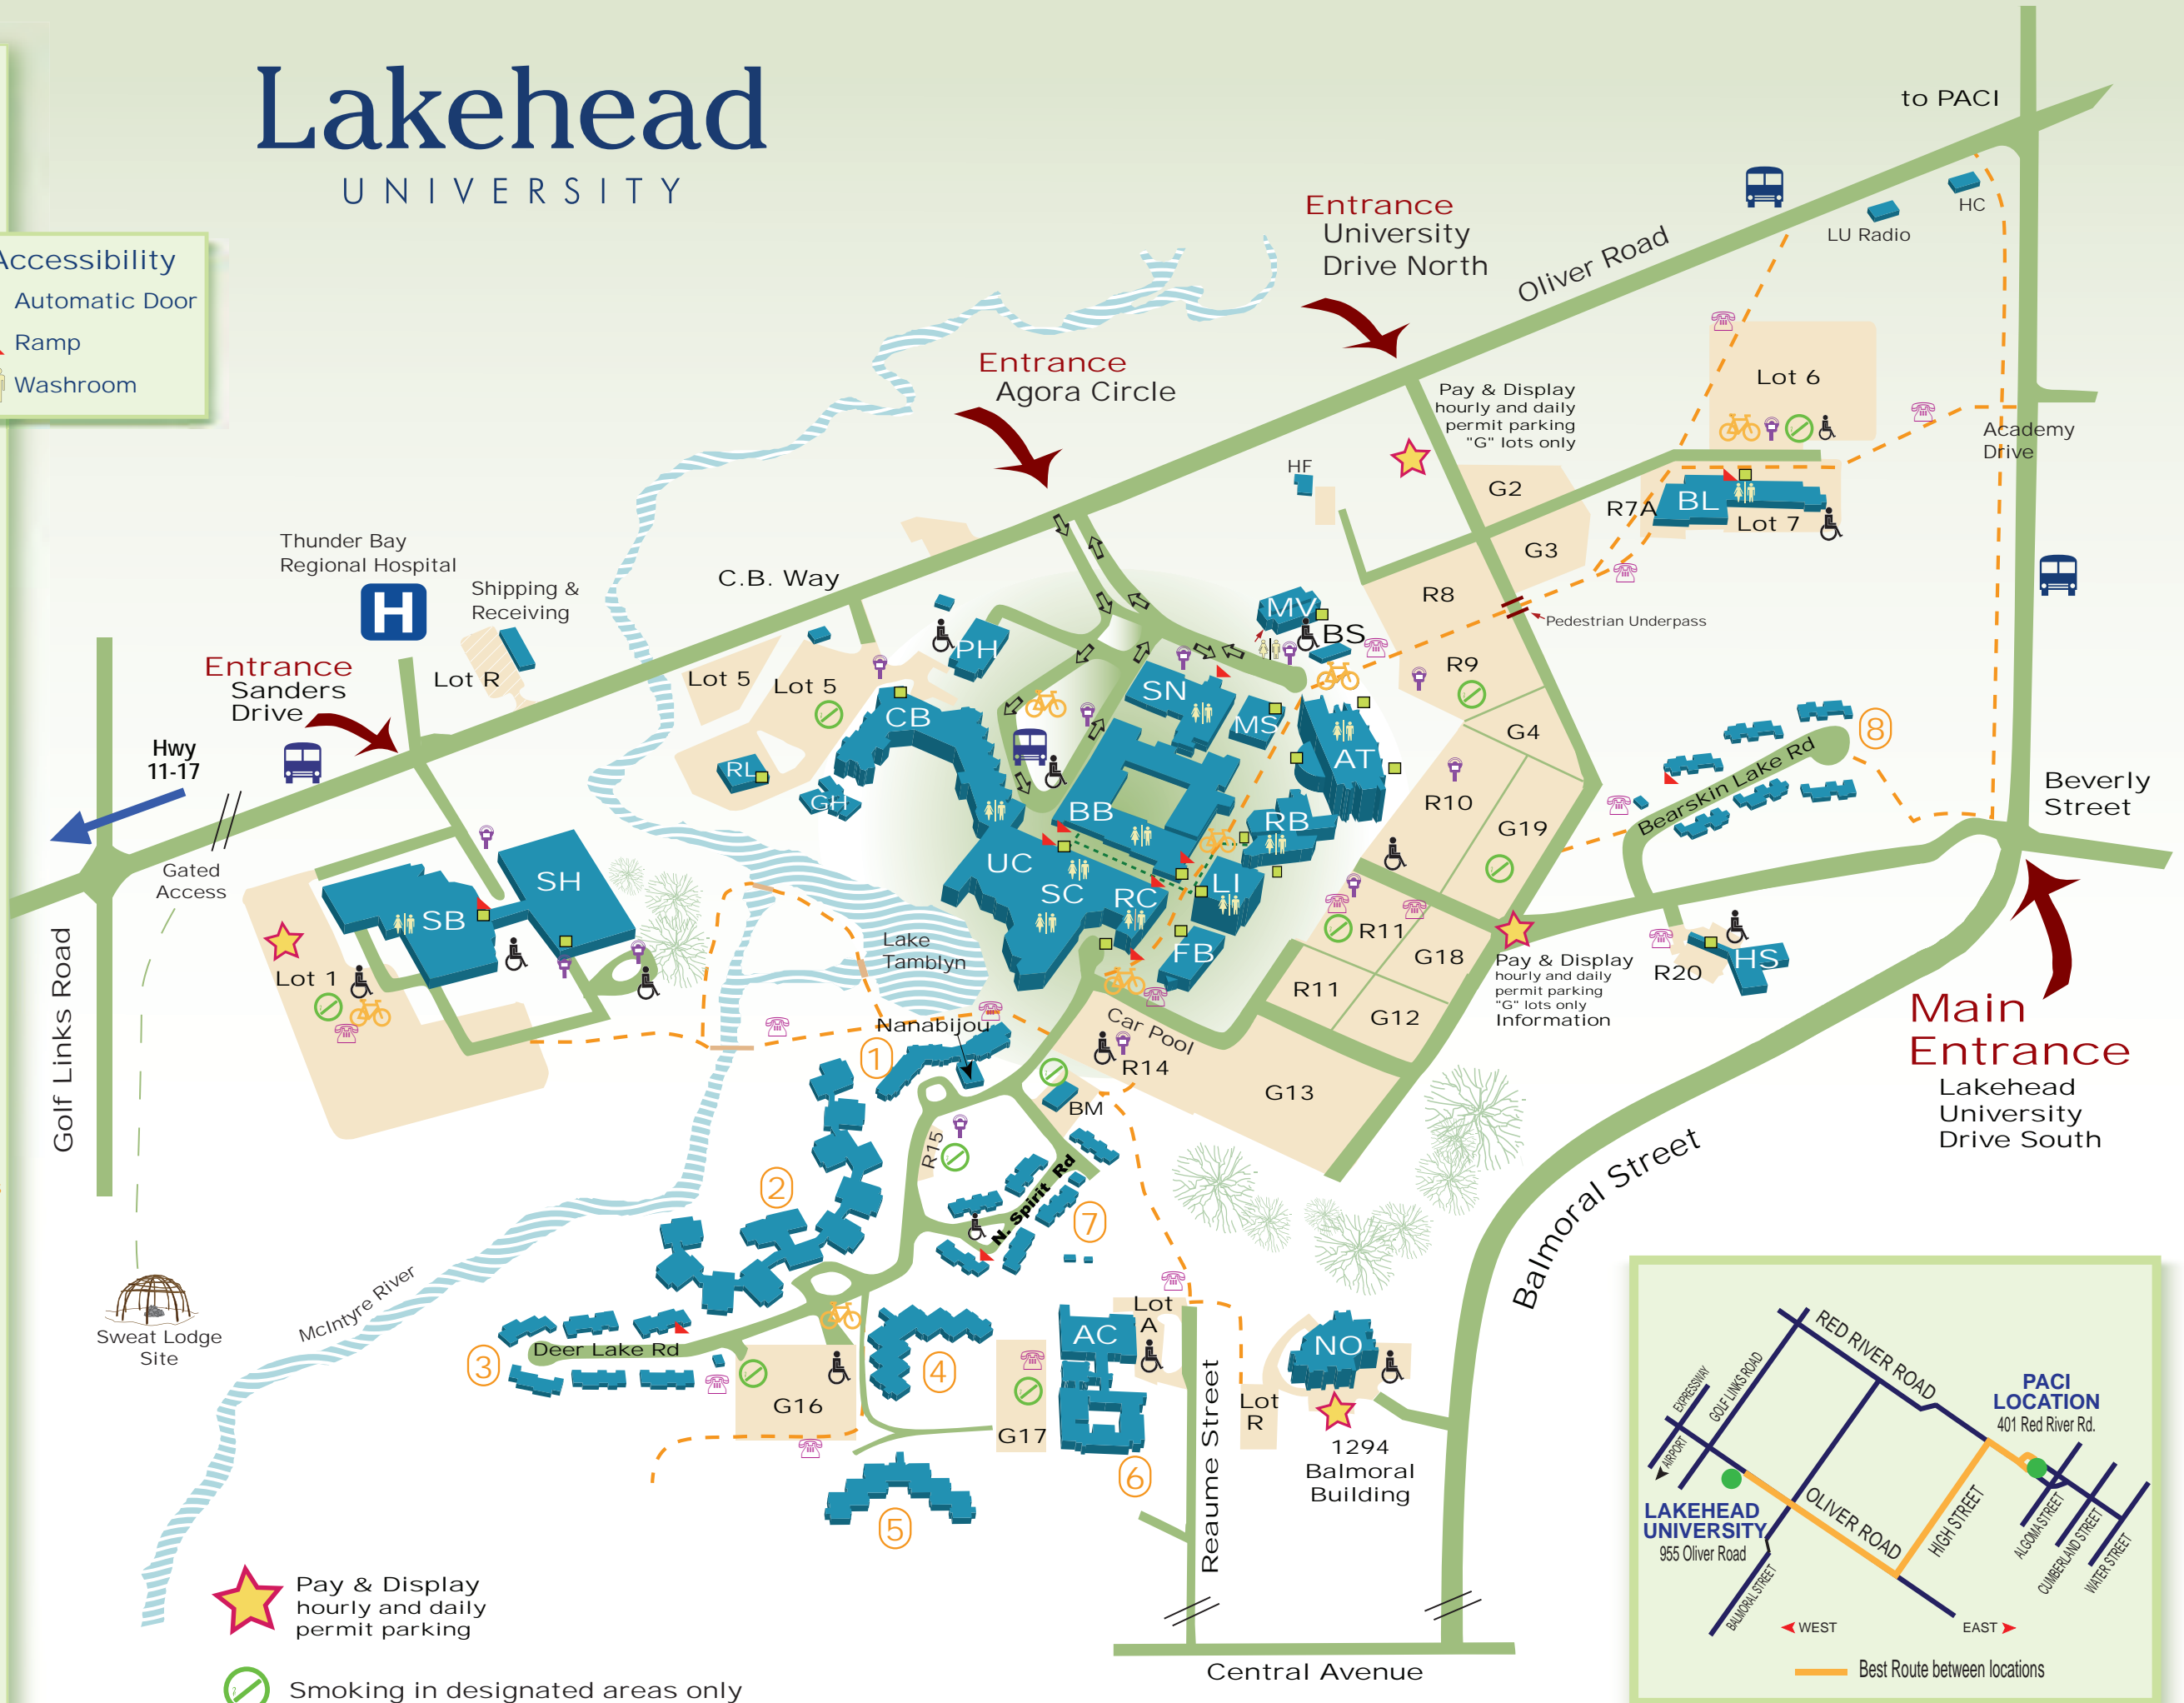 Lakehead
UNIVERSITY
Accessibility
Automatic Door
Ramp
Washroom
to PACI
HC
LU Radio
Entrance
University
Drive North
Oliver Road
Entrance
Agora Circle
Pay & Display
hourly and daily
permit parking
"G" lots only
Lot 6
Academy
Drive
HF
G2
R7A
BL
Lot 7
G3
Thunder Bay
Regional Hospital
H
Shipping &
Receiving
C.B. Way
R8
MV
BS
Pedestrian Underpass
PH
Entrance
Sanders
Drive
Lot R
Lot 5
Lot 5
R9
SN
CB
MS
G4
8
Hwy
11-17
RL
AT
Bearskin Lake Rd
Beverly
Street
GH
BB
R10
RB
G19
Gated
Access
UC
SH
SC
RC
LI
SB
R11
Lake
Tamblyn
FB
G18
Pay & Display
hourly and daily
permit parking
"G" lots only
Information
R20
HS
Lot 1
R11
G12
Main
Entrance
Lakehead
University
Drive South
Golf Links Road
Nanabijou
Car Pool
1
R14
G13
BM
R15
Balmoral Street
2
N. Spirit Rd
7
McIntyre River
Sweat Lodge
Site
Lot
A
AC
NO
Deer Lake Rd
3
4
G16
G17
Lot
R
Reaume Street
1294
Balmoral
Building
6
5
Pay & Display
hourly and daily
permit parking
Smoking in designated areas only
Central Avenue
RED RIVER ROAD
EXPRESSWAY
GOLF LINKS ROAD
PACI
LOCATION
401 Red River Rd.
AIRPORT
LAKEHEAD
UNIVERSITY
955 Oliver Road
OLIVER ROAD
HIGH STREET
ALGOMA STREET
CUMBERLAND STREET
WATER STREET
BALMORAL STREET
WEST
EAST
Best Route between locations